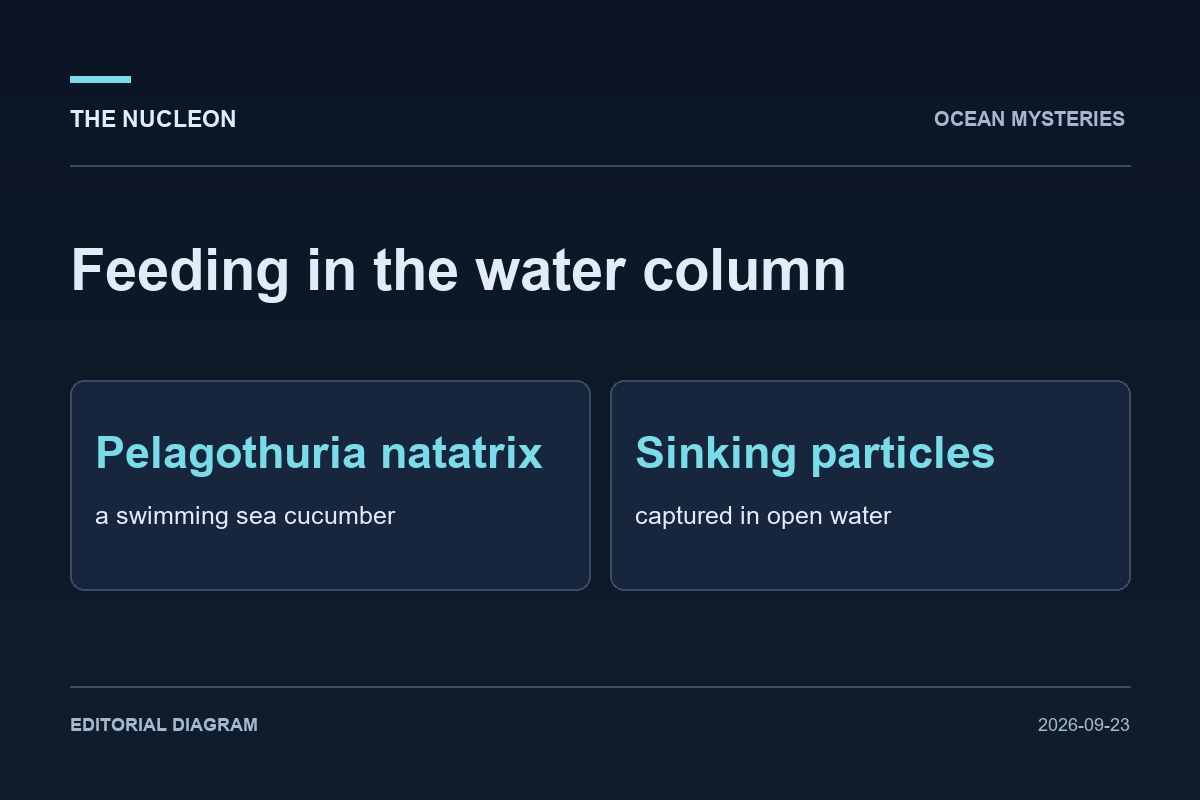 THE NUCLEON
OCEAN MYSTERIES
Feeding in the water column
Pelagothuria natatrix
a swimming sea cucumber
Sinking particles
captured in open water
EDITORIAL DIAGRAM
2026-09-23